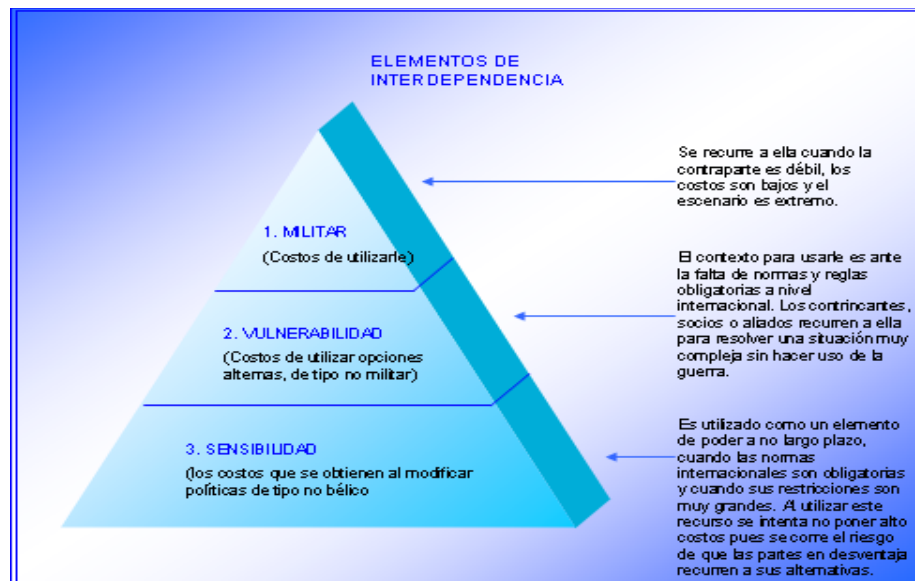 ELEMENTOS DE
INTERDEPENDENCIA
Se recurre a ella cuando la
contraparte es débil, los
costos son bajos y el
escenario es extremo.
1. MILITAR
(Costos de utilizarle)
El contexto para usarle es ante
la falta de normas y reglas
obligatorias a nivel
internacional. Los contrincantes,
socios o aliados recurren a ella
para resolver una situación muy
compleja sin hacer uso de la
guerra.
2. VULNERABILIDAD
(Costos de utilizar opciones
alternas, de tipo no militar)
3. SENSIBILIDAD
(los costos que se obtienen al modificar
políticas de tipo no bélico
Es utilizado como un elemento
de poder a no largo plazo,
cuando las normas
internacionales son obligatorias
y cuando sus restricciones son
muy grandes. Al utilizar este
recurso se intenta no poner alto
costos pues se corre el riesgo
de que las partes en desventaja
recurren a sus alternativas.